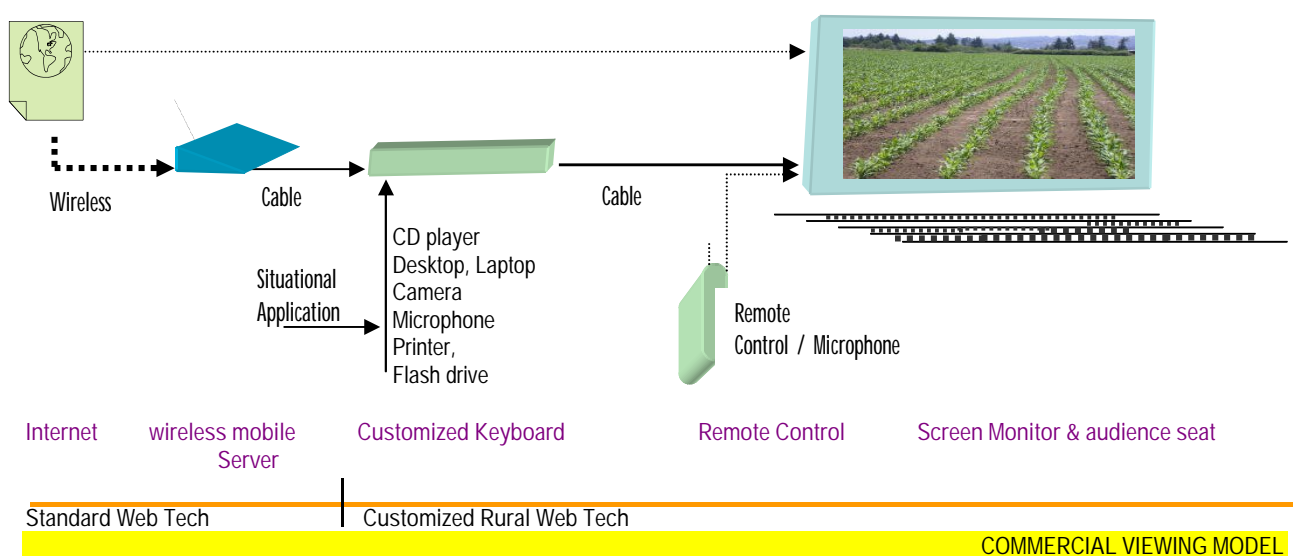 Wireless
Cable
Cable
CD player
Desktop, Laptop
Camera
Microphone
Printer,
Flash drive
Situational
Application
Remote
Control / Microphone
Internet
wireless mobile
Server
Customized Keyboard
Remote Control
Screen Monitor & audience seat
Standard Web Tech
Customized Rural Web Tech
COMMERCIAL VIEWING MODEL